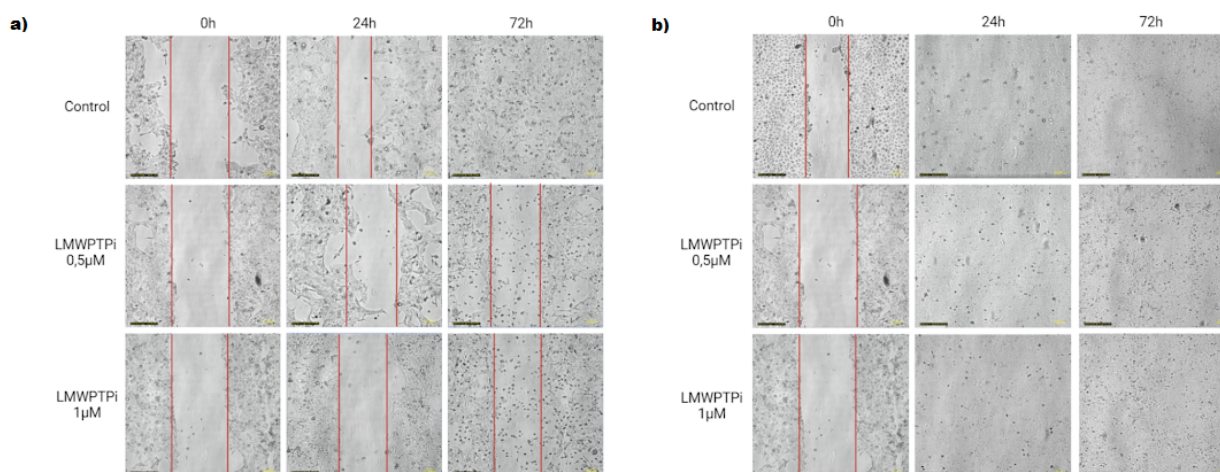 a)
0h 24h 72h
Control
LMWPTPi
0,5µM
LMWPTPi
1µM
b)
0h 24h 72h
Control
LMWPTPi
0,5µM
LMWPTPi
1µM